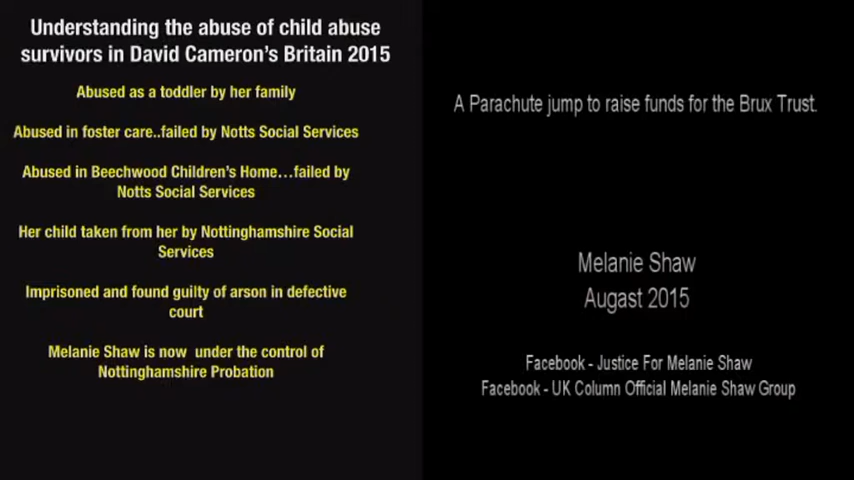 Understanding the abuse of child abuse
survivors in David Cameron's Britain 2015
Abused as a toddler by her family
Abused in foster care..failed by Notts Social Services
Abused in Beechwood Children's Home...failed by
Notts Social Services
Her child taken from her by Nottinghamshire Social
Services
Imprisoned and found guilty of arson in defective
court
Melanie Shaw is now under the control of
Nottinghamshire Probation
A Parachute jump to raise funds for the Brux Trust.
Melanie Shaw
Augast 2015
Facebook - Justice For Melanie Shaw
Facebook - UK Column Official Melanie Shaw Group